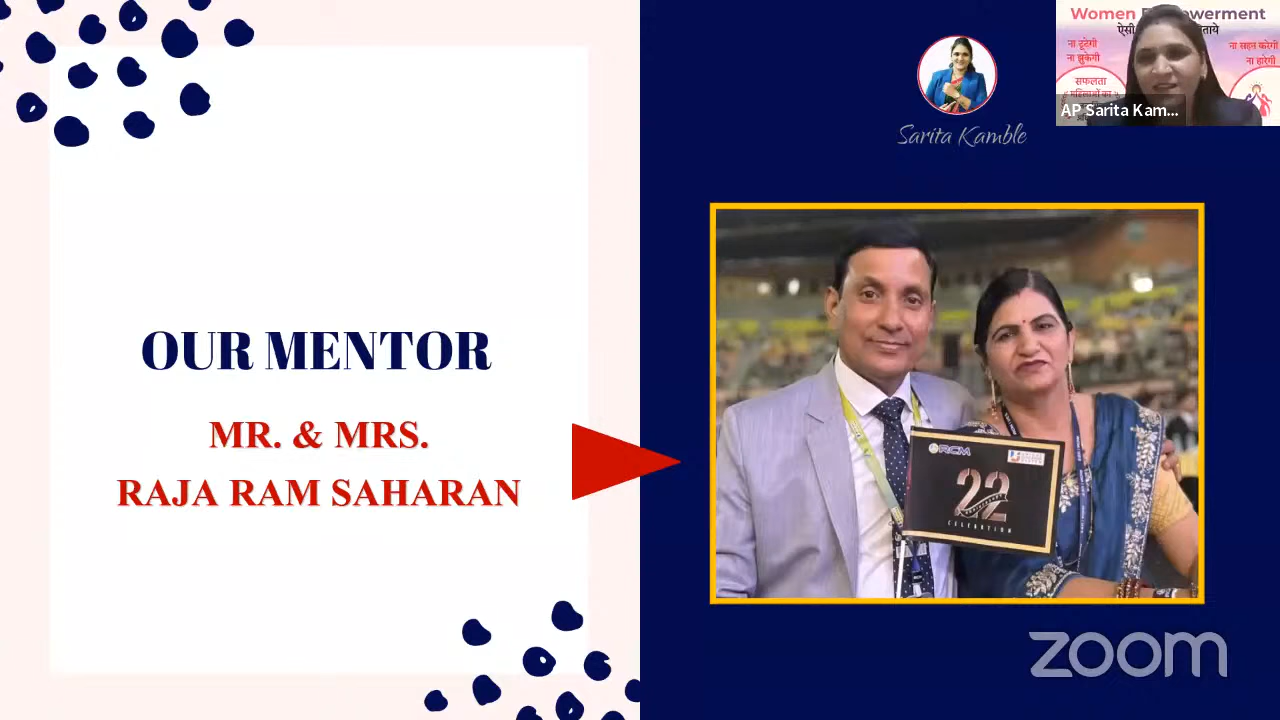 OUR MENTOR
MR. & MRS.
RAJA RAM SAHARAN
Sarita Kamble
RCM
22
CELEBRATION
Women
ऐसी
ना टूटेगी
ना झुकेगी
सफलता
ना सहन करेगी
ना हारेगी
AP Sarita Kam...
zoom